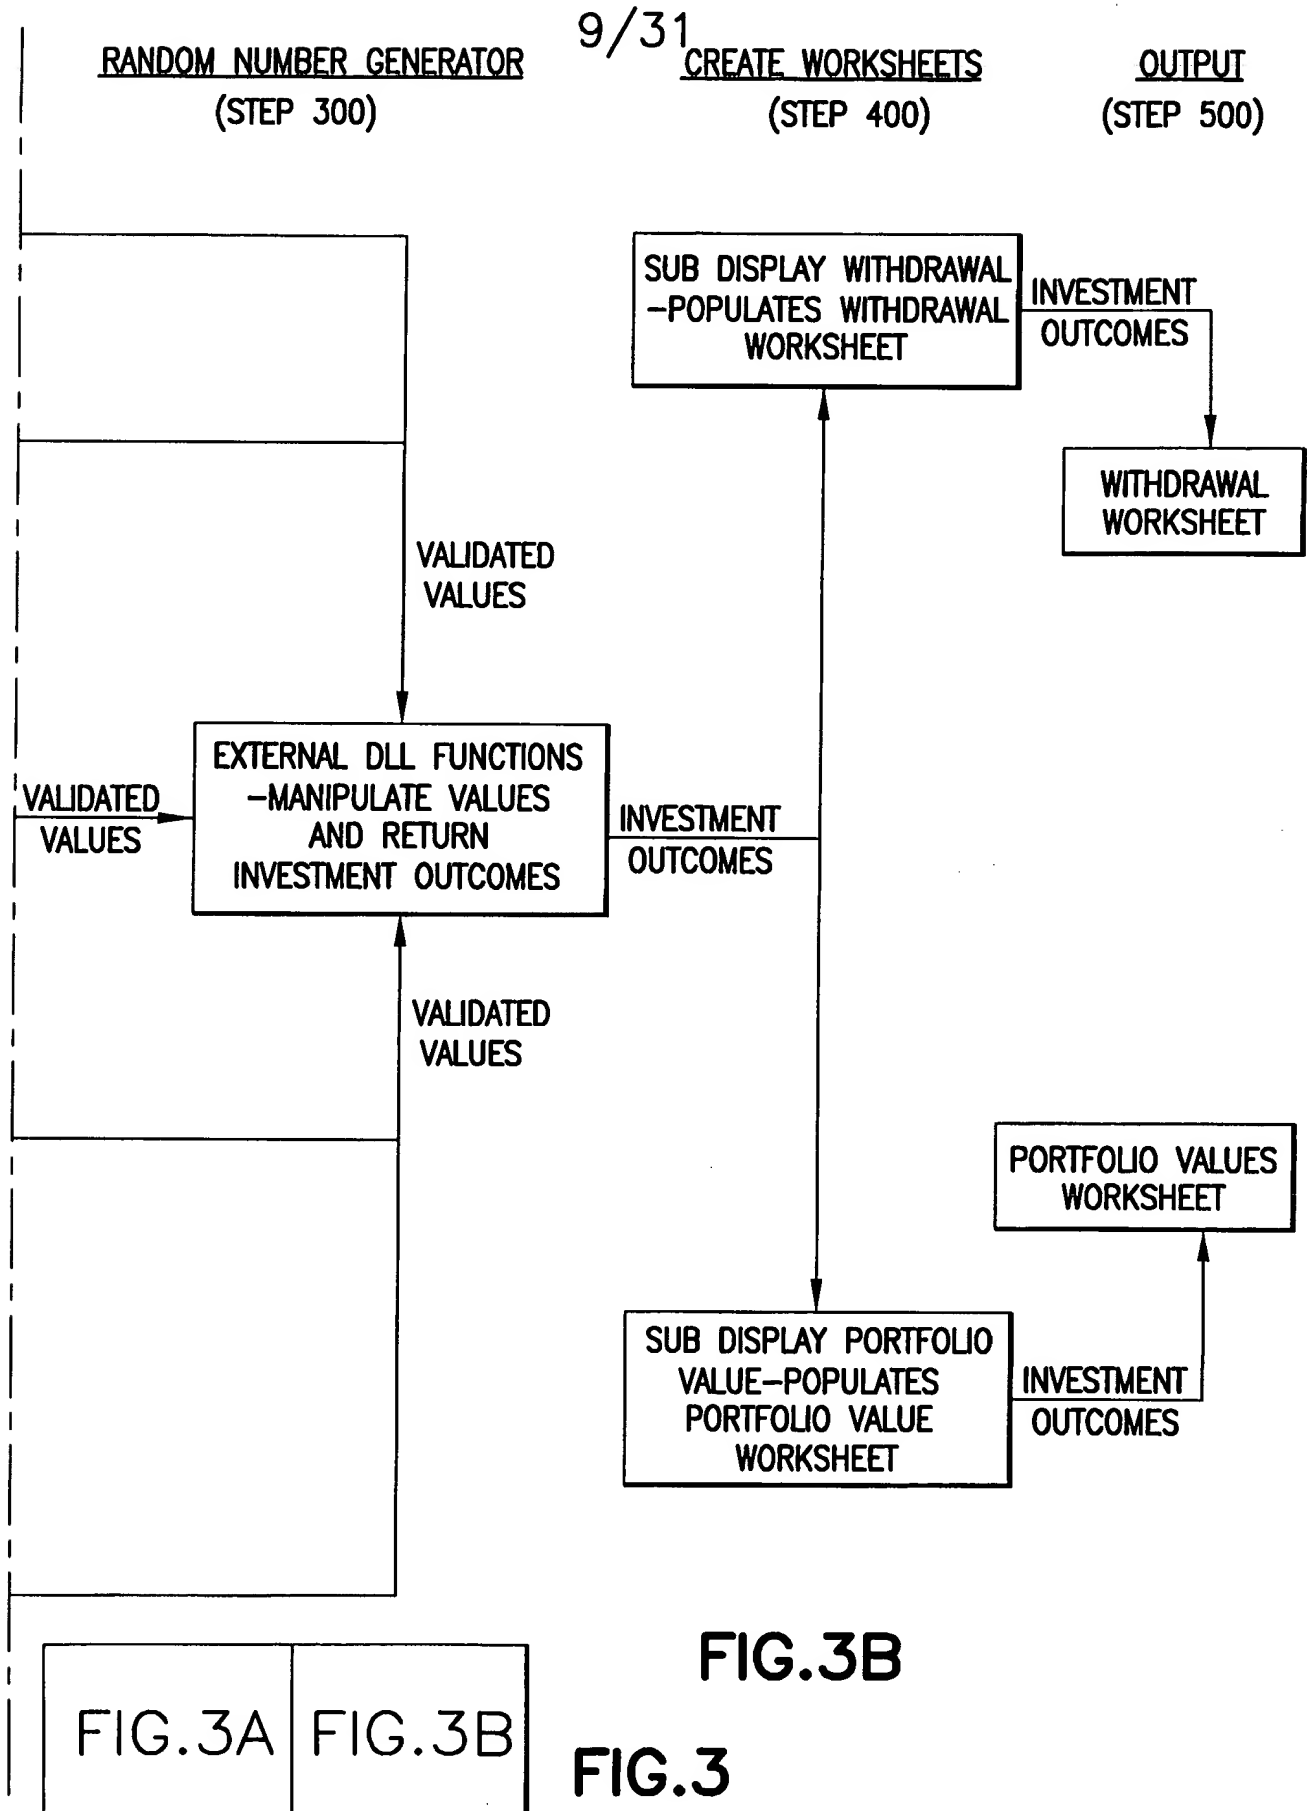 9/31
RANDOM NUMBER GENERATOR
(STEP 300)
CREATE WORKSHEETS
(STEP 400)
OUTPUT
(STEP 500)
SUB DISPLAY WITHDRAWAL
-POPULATES WITHDRAWAL
WORKSHEET
INVESTMENT
OUTCOMES
WITHDRAWAL
WORKSHEET
VALIDATED
VALUES
VALIDATED
VALUES
EXTERNAL DLL FUNCTIONS
-MANIPULATE VALUES
AND RETURN
INVESTMENT OUTCOMES
INVESTMENT
OUTCOMES
VALIDATED
VALUES
PORTFOLIO VALUES
WORKSHEET
SUB DISPLAY PORTFOLIO
VALUE-POPULATES
PORTFOLIO VALUE
WORKSHEET
INVESTMENT
OUTCOMES
FIG.3B
FIG.3A
FIG.3B
FIG.3